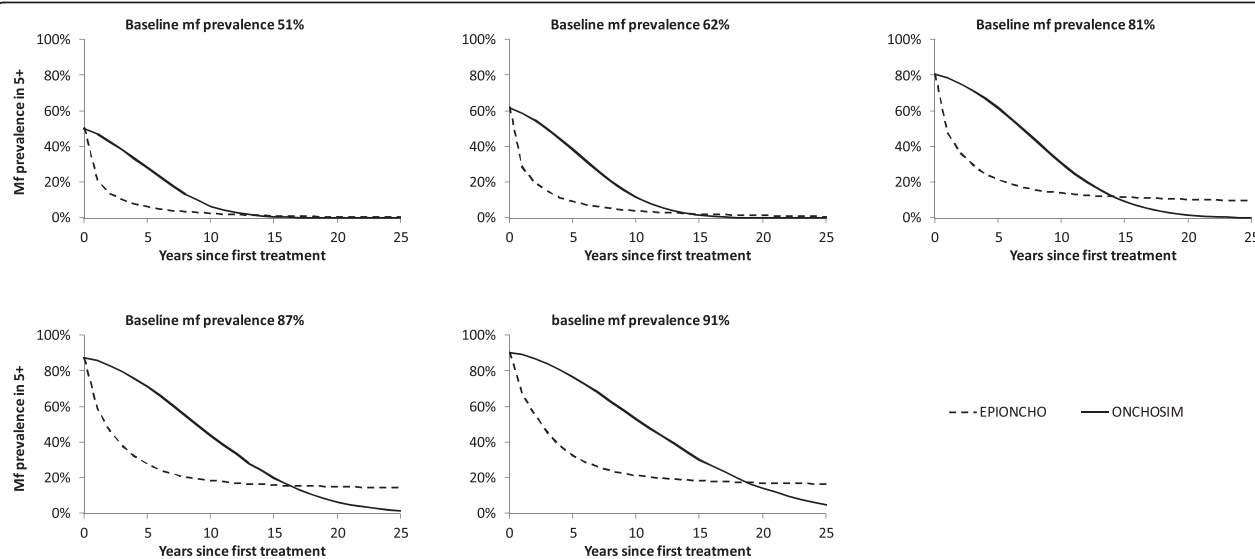 Baseline mf prevalence 51%
Mf prevalence in 5+
100%
80%
60%
40%
20%
0%
0 5 10 15 20 25
Years since first treatment
Baseline mf prevalence 62%
100%
80%
60%
40%
20%
0%
0 5 10 15 20 25
Years since first treatment
Baseline mf prevalence 81%
100%
80%
60%
40%
20%
0%
0 5 10 15 20 25
Years since first treatment
Baseline mf prevalence 87%
Mf prevalence in 5+
100%
80%
60%
40%
20%
0%
0 5 10 15 20 25
Years since first treatment
baseline mf prevalence 91%
100%
80%
60%
40%
20%
0%
0 5 10 15 20 25
Years since first treatment
EPIONCHO ONCHOSIM